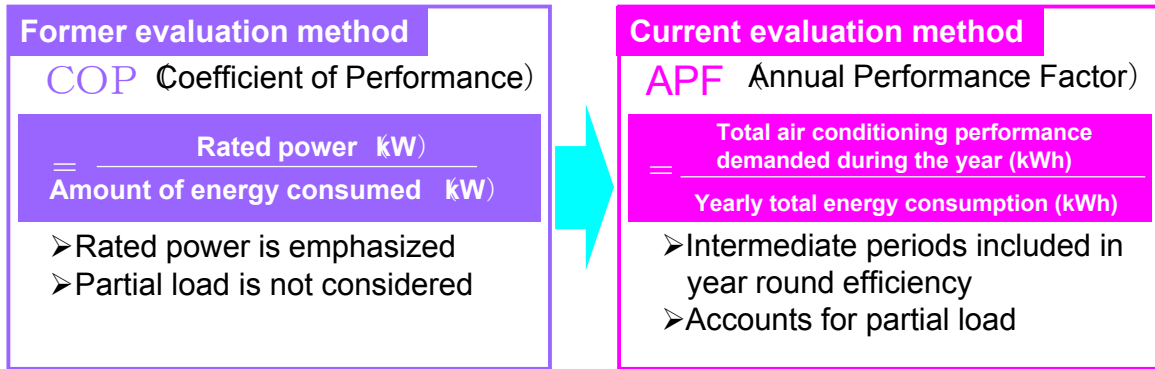 Former evaluation method
COP (Coefficient of Performance)
= Rated power (kW)
Amount of energy consumed (kW)
➢Rated power is emphasized
➢Partial load is not considered
Current evaluation method
APF (Annual Performance Factor)
= Total air conditioning performance
demanded during the year (kWh)
Yearly total energy consumption (kWh)
➢Intermediate periods included in
year round efficiency
➢Accounts for partial load